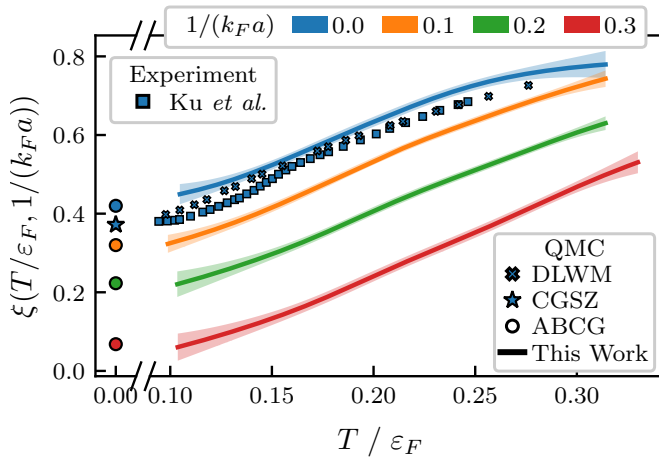 1/(k_F a) 0.0 0.1 0.2 0.3
Experiment
Ku et al.
ξ(T/ε_F, 1/(k_F a))
0.8
0.6
0.4
0.2
0.0
QMC
DLWM
CGSZ
ABCG
This Work
0.00 0.10 0.15 0.20 0.25 0.30
T / ε_F